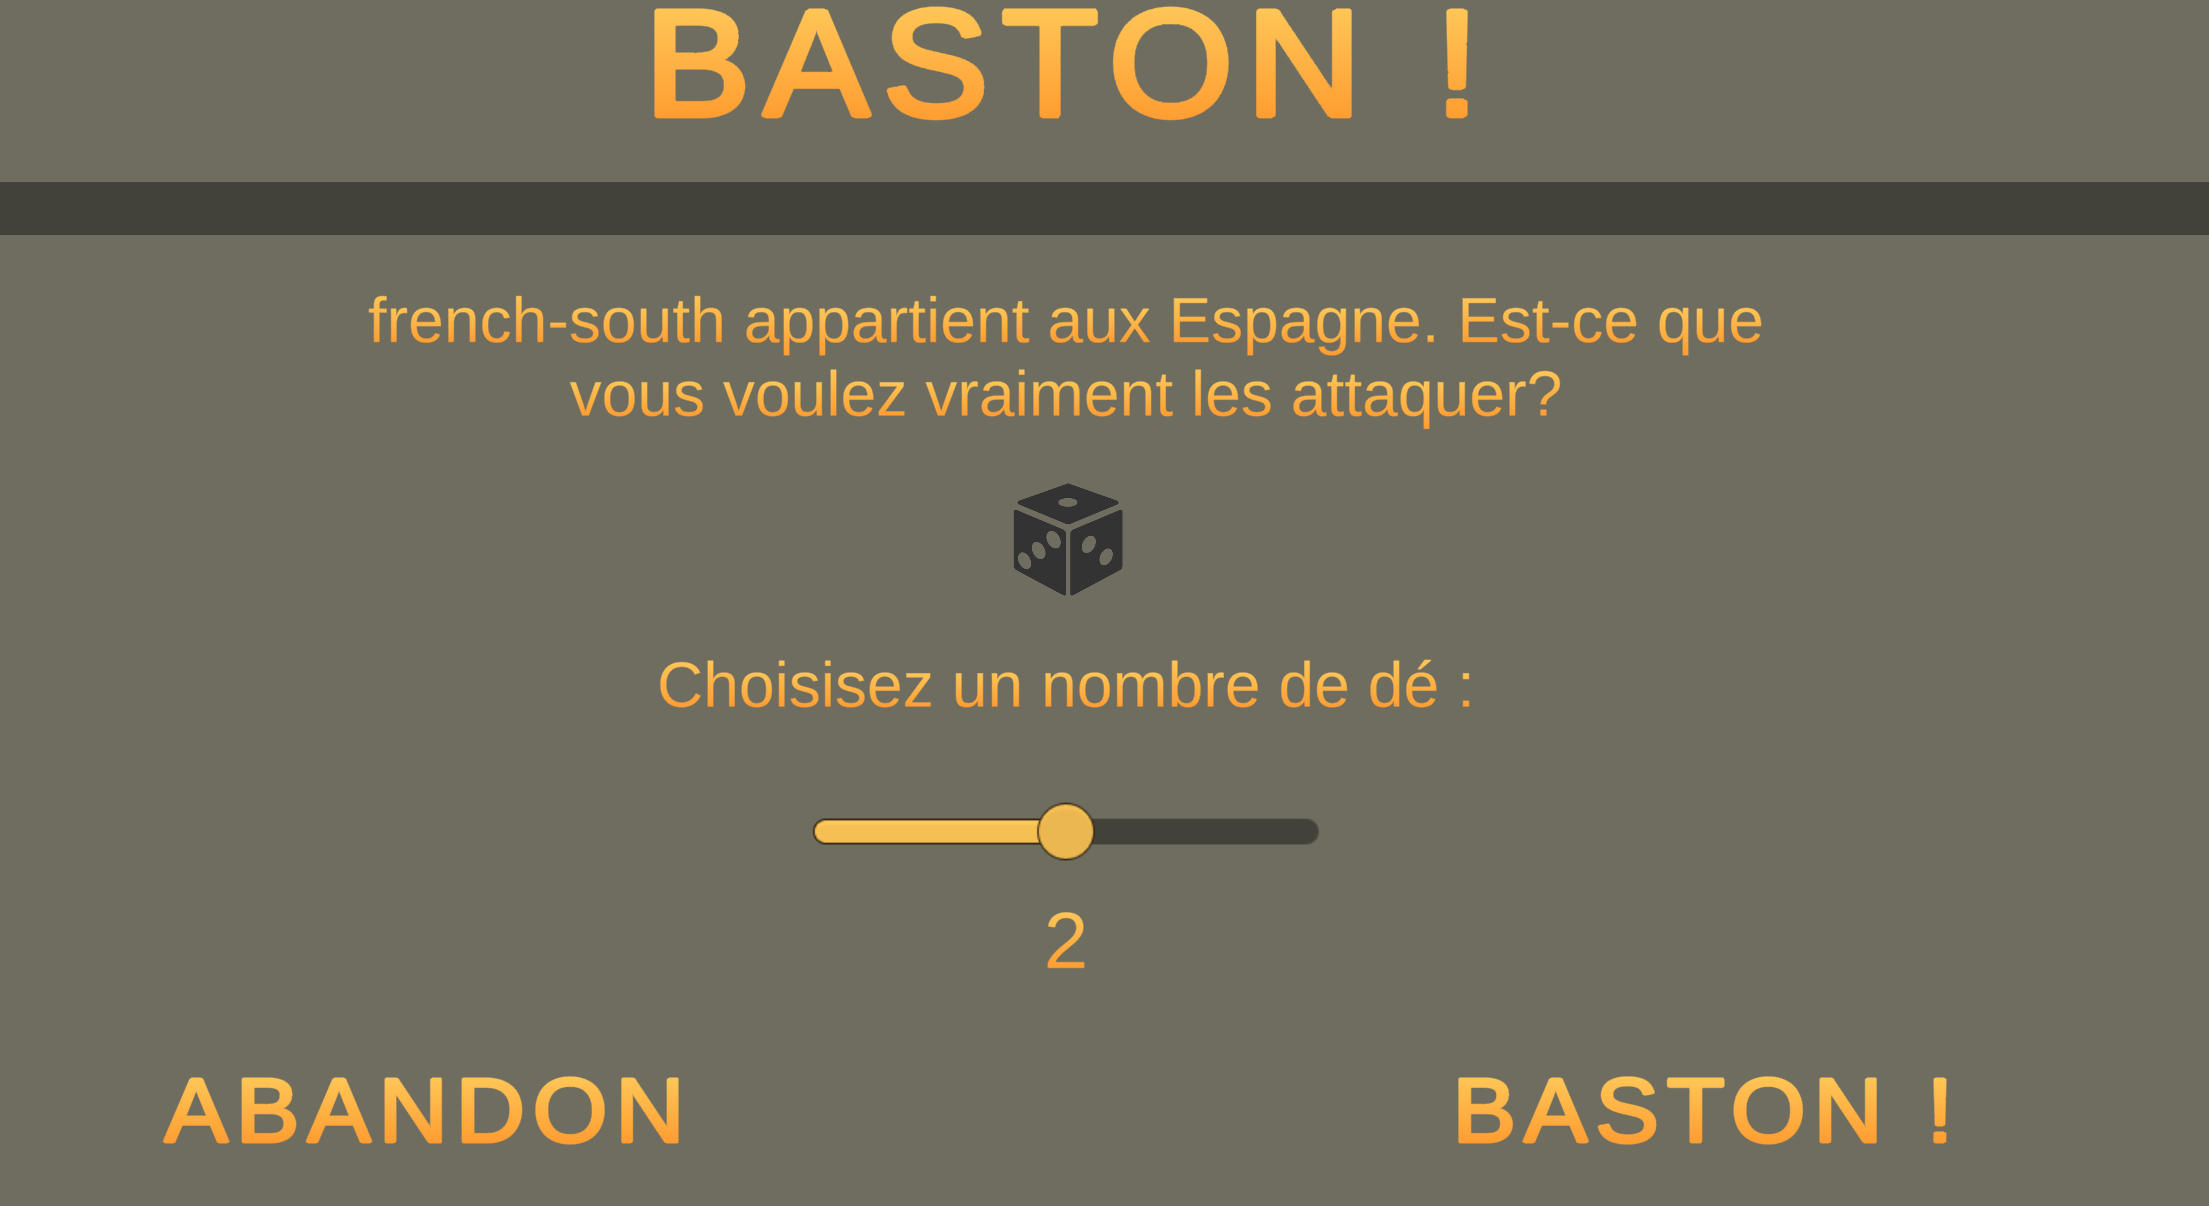 BASTON !
french-south appartient aux Espagne. Est-ce que
vous voulez vraiment les attaquer?
Choisisez un nombre de dé :
2
ABANDON
BASTON !